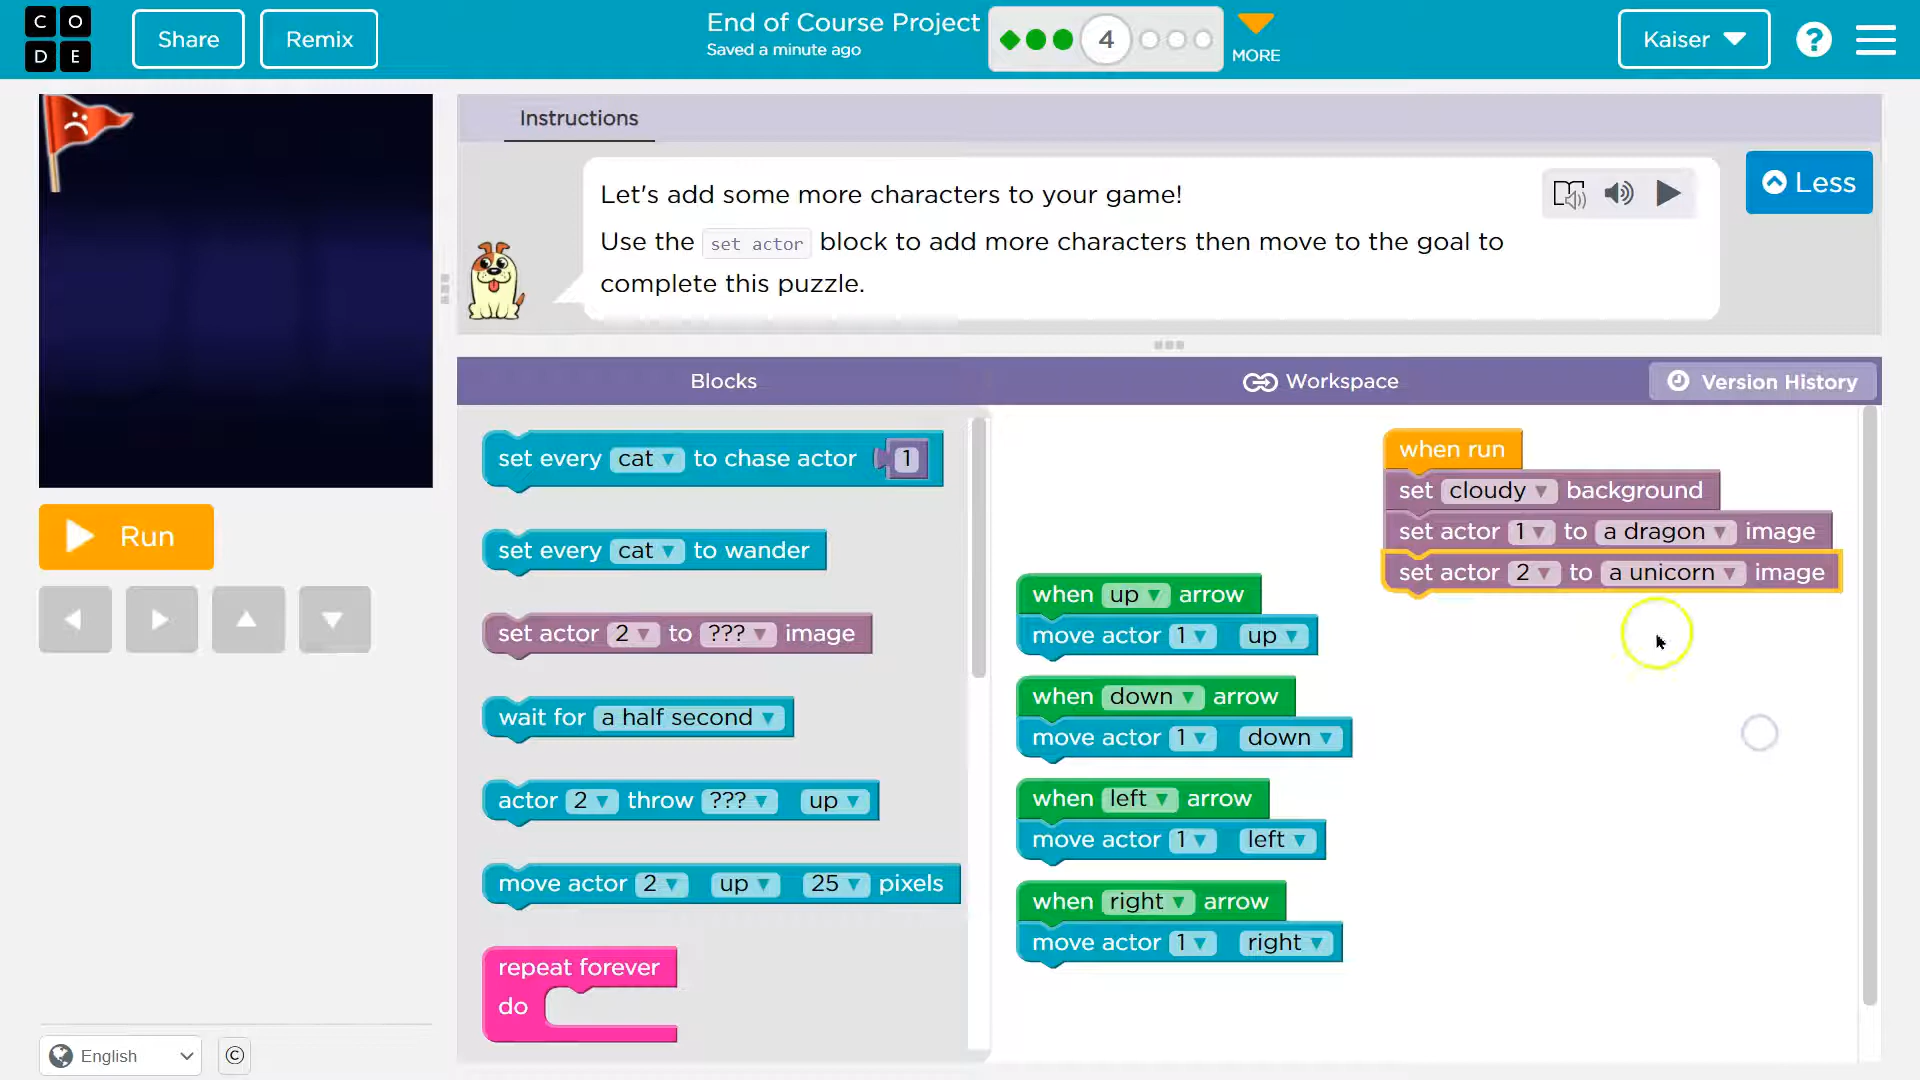 C O
D E
Share
Remix
End of Course Project
Saved a minute ago
4
MORE
Kaiser
?
Instructions
Let's add some more characters to your game!
Use the set actor block to add more characters then move to the goal to
complete this puzzle.
Less
Run
Blocks
Workspace
Version History
set every cat to chase actor 1
set every cat to wander
set actor 2 to ??? image
wait for a half second
actor 2 throw ??? up
move actor 2 up 25 pixels
repeat forever
do
when run
set cloudy background
set actor 1 to a dragon image
set actor 2 to a unicorn image
when up arrow
move actor 1 up
when down arrow
move actor 1 down
when left arrow
move actor 1 left
when right arrow
move actor 1 right
English
©